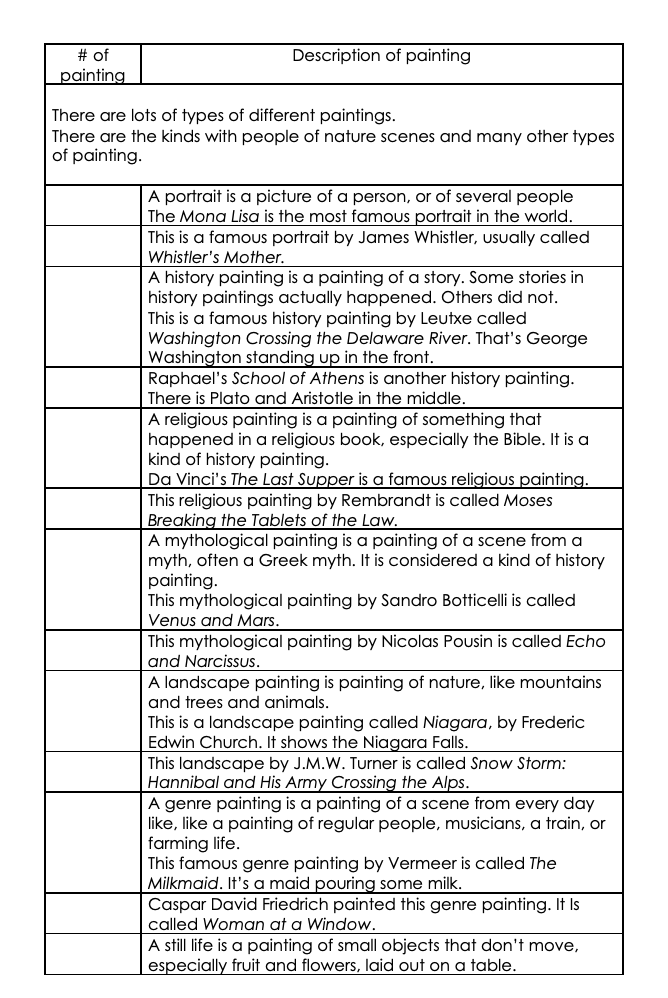 # of
painting
Description of painting
There are lots of types of different paintings.
There are the kinds with people of nature scenes and many other types
of painting.
A portrait is a picture of a person, or of several people
The Mona Lisa is the most famous portrait in the world.
This is a famous portrait by James Whistler, usually called
Whistler's Mother.
A history painting is a painting of a story. Some stories in
history paintings actually happened. Others did not.
This is a famous history painting by Leutxe called
Washington Crossing the Delaware River. That's George
Washington standing up in the front.
Raphael's School of Athens is another history painting.
There is Plato and Aristotle in the middle.
A religious painting is a painting of something that
happened in a religious book, especially the Bible. It is a
kind of history painting.
Da Vinci's The Last Supper is a famous religious painting.
This religious painting by Rembrandt is called Moses
Breaking the Tablets of the Law.
A mythological painting is a painting of a scene from a
myth, often a Greek myth. It is considered a kind of history
painting.
This mythological painting by Sandro Botticelli is called
Venus and Mars.
This mythological painting by Nicolas Pousin is called Echo
and Narcissus.
A landscape painting is painting of nature, like mountains
and trees and animals.
This is a landscape painting called Niagara, by Frederic
Edwin Church. It shows the Niagara Falls.
This landscape by J.M.W. Turner is called Snow Storm:
Hannibal and His Army Crossing the Alps.
A genre painting is a painting of a scene from every day
like, like a painting of regular people, musicians, a train, or
farming life.
This famous genre painting by Vermeer is called The
Milkmaid. It's a maid pouring some milk.
Caspar David Friedrich painted this genre painting. It Is
called Woman at a Window.
A still life is a painting of small objects that don't move,
especially fruit and flowers, laid out on a table.